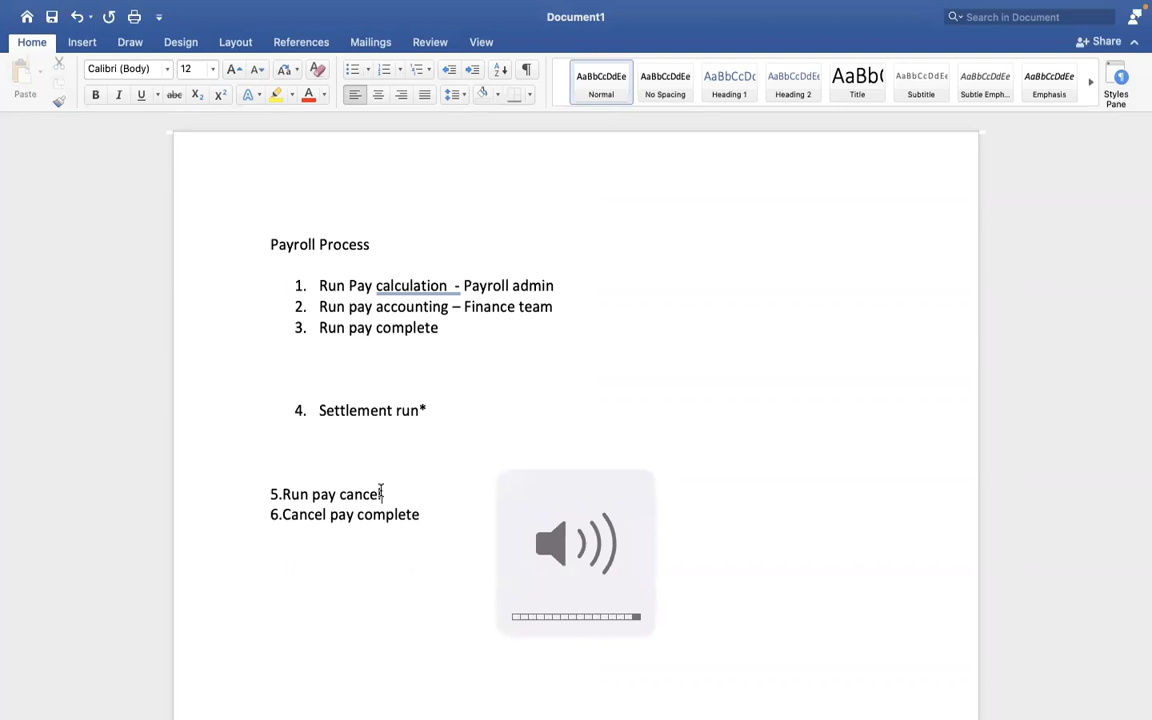 Document1
Search in Document
Home Insert Draw Design Layout References Mailings Review View
Share
Paste
Calibri (Body) 12
AaBbCcDdEe AaBbCcDdEe AaBbCcDc AaBbCcDdEe AaBb( AaBbCcDdEe AaBbCcDdEe AaBbCcDdEe
Normal No Spacing Heading 1 Heading 2 Title Subtitle Subtle Emph... Emphasis
Styles
Pane
Payroll Process
1. Run Pay calculation - Payroll admin
2. Run pay accounting – Finance team
3. Run pay complete
4. Settlement run*
5.Run pay cancel
6.Cancel pay complete